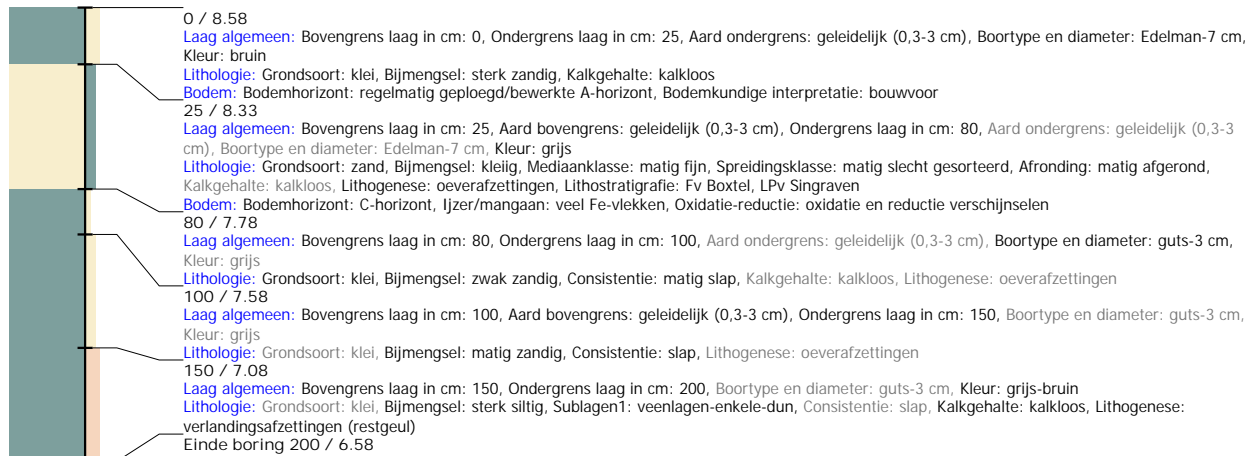 0 / 8.58
Laag algemeen: Bovengrens laag in cm: 0, Ondergrens laag in cm: 25, Aard ondergrens: geleidelijk (0,3-3 cm), Boortype en diameter: Edelman-7 cm,
Kleur: bruin
Lithologie: Grondsoort: klei, Bijmengsel: sterk zandig, Kalkgehalte: kalkloos
Bodem: Bodemhorizont: regelmatig geploegd/bewerkte A-horizont, Bodemkundige interpretatie: bouwvoor
25 / 8.33
Laag algemeen: Bovengrens laag in cm: 25, Aard bovengrens: geleidelijk (0,3-3 cm), Ondergrens laag in cm: 80, Aard ondergrens: geleidelijk (0,3-3
cm), Boortype en diameter: Edelman-7 cm, Kleur: grijs
Lithologie: Grondsoort: zand, Bijmengsel: kleiig, Mediaanklasse: matig fijn, Spreidingsklasse: matig slecht gesorteerd, Afronding: matig afgerond,
Kalkgehalte: kalkloos, Lithogenese: oeverafzettingen, Lithostratigrafie: Fv Boxtel, LPv Singraven
Bodem: Bodemhorizont: C-horizont, Ijzer/mangaan: veel Fe-vlekken, Oxidatie-reductie: oxidatie en reductie verschijnselen
80 / 7.78
Laag algemeen: Bovengrens laag in cm: 80, Ondergrens laag in cm: 100, Aard ondergrens: geleidelijk (0,3-3 cm), Boortype en diameter: guts-3 cm,
Kleur: grijs
Lithologie: Grondsoort: klei, Bijmengsel: zwak zandig, Consistentie: matig slap, Kalkgehalte: kalkloos, Lithogenese: oeverafzettingen
100 / 7.58
Laag algemeen: Bovengrens laag in cm: 100, Aard bovengrens: geleidelijk (0,3-3 cm), Ondergrens laag in cm: 150, Boortype en diameter: guts-3 cm,
Kleur: grijs
Lithologie: Grondsoort: klei, Bijmengsel: matig zandig, Consistentie: slap, Lithogenese: oeverafzettingen
150 / 7.08
Laag algemeen: Bovengrens laag in cm: 150, Ondergrens laag in cm: 200, Boortype en diameter: guts-3 cm, Kleur: grijs-bruin
Lithologie: Grondsoort: klei, Bijmengsel: sterk siltig, Sublagen1: veenlagen-enkele-dun, Consistentie: slap, Kalkgehalte: kalkloos, Lithogenese:
verlandingsafzettingen (restgeul)
Einde boring 200 / 6.58